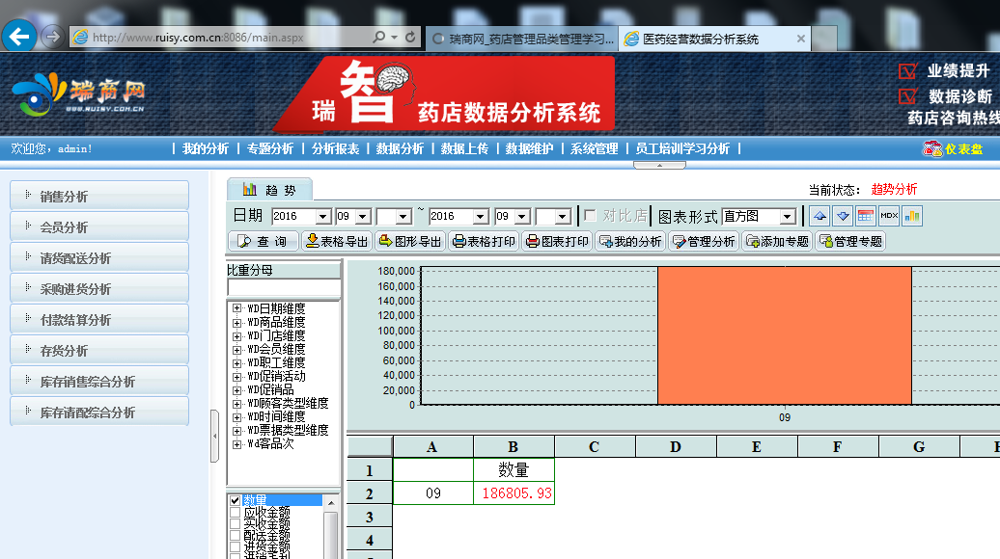 http://www.ruisy.com.cn:8086/main.aspx
瑞商网_药店管理品类管理学习...
医药经营数据分析系统
瑞商网
WWW.RUISY.COM.CN
瑞智 药店数据分析系统
业绩提升
数据诊断
药店咨询热线
欢迎您, admin!
我的分析 | 专题分析 | 分析报表 | 数据分析 | 数据上传 | 数据维护 | 系统管理 | 员工培训学习分析 |
仪表盘
销售分析
会员分析
请货配送分析
采购进货分析
付款结算分析
存货分析
库存销售综合分析
库存请配综合分析
趋 势
当前状态: 趋势分析
日期 2016 09 ~ 2016 09 对比店 图表形式 直方图 MDX
查 询 表格导出 图形导出 表格打印 图表打印 我的分析 管理分析 添加专题 管理专题
比重分母
WD日期维度
WD商品维度
WD门店维度
WD会员维度
WD职工维度
WD促销活动
WD促销品
WD顾客类型维度
WD时间维度
WD票据类型维度
Wd客品次
数量
应收金额
实收金额
配送金额
进货金额
进销毛利
180,000
160,000
140,000
120,000
100,000
80,000
60,000
40,000
20,000
0
09
A B C D E F G
1 数量
2 09 186805.93
3
4